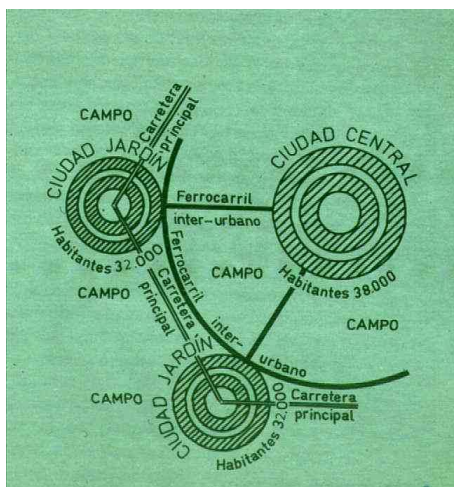 CAMPO
Carretera
principal
CIUDAD JARDÍN
CIUDAD CENTRAL
Ferrocarril
inter-urbano
Habitantes 32.000
Ferrocarril
inter-
urbano
CAMPO
Habitantes 38.000
CAMPO
Carretera
principal
CAMPO
CIUDAD JARDÍN
CAMPO
Carretera
principal
Habitantes 32.000